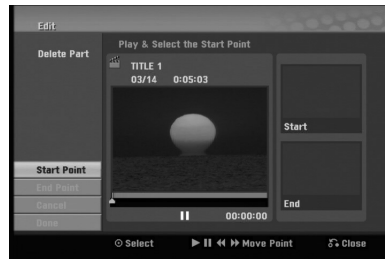 Edit
Delete Part
Play & Select the Start Point
TITLE 1
03/14 0:05:03
Start
Start Point
End Point
Cancel
Done
End
00:00:00
Select
Move Point
Close